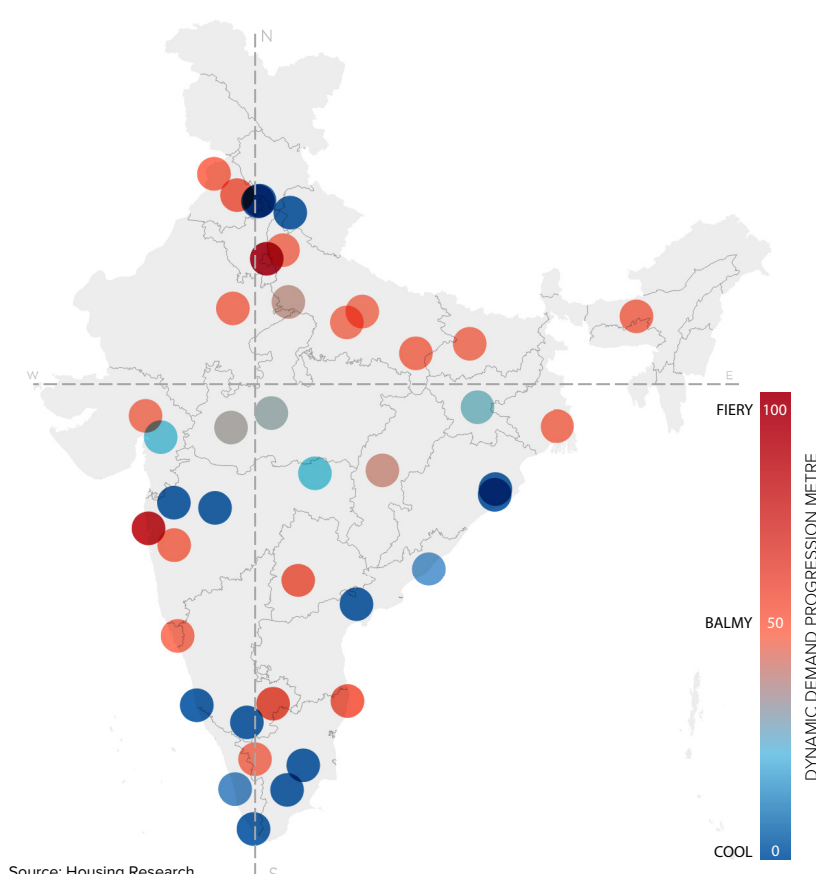 N
W
E
FIERY 100
BALMY 50
COOL 0
DYNAMIC DEMAND PROGRESSION METRE
Source: Housing Research
S